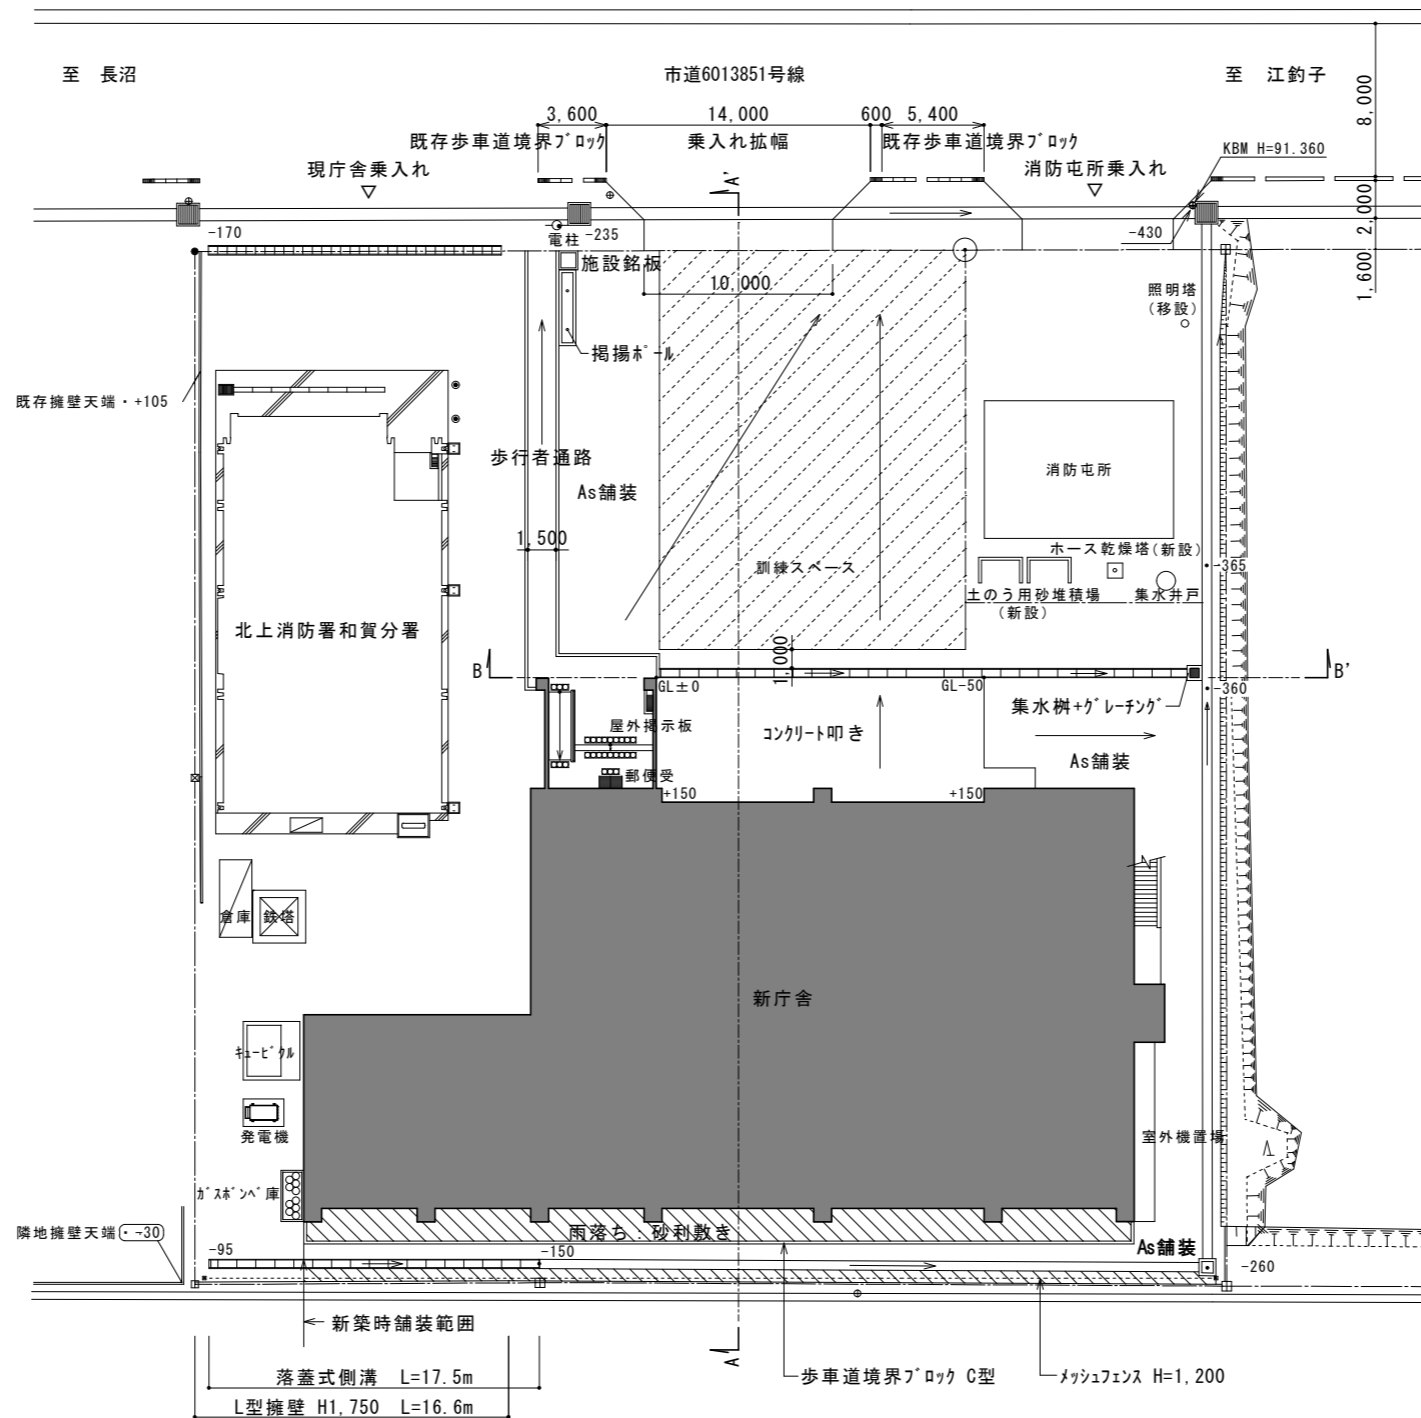 至　長沼
市道6013851号線
至　江釣子
3,600
14,000
600
5,400
8,000
既存歩車道境界ブロック
乗入れ拡幅
既存歩車道境界ブロック
KBM H=91.360
現庁舎乗入れ
消防屯所乗入れ
A'
2,000
-170
電柱
-235
-430
1,600
施設銘板
10,000
照明塔
(移設)
掲揚ポール
既存擁壁天端・+105
歩行者通路
As舗装
消防屯所
1,500
訓練スペース
ホース乾燥塔(新設)
-365
土のう用砂堆積場
(新設)
集水井戸
北上消防署和賀分署
1,000
B
B'
GL±0
GL-50
-360
集水桝+グレーチング
屋外掲示板
コンクリート叩き
As舗装
郵便受
+150
+150
倉庫
鉄塔
新庁舎
キュービクル
発電機
室外機置場
ガスボンベ庫
隣地擁壁天端・-30
雨落ち：砂利敷き
-95
-150
As舗装
-260
新築時舗装範囲
A
落蓋式側溝　L=17.5m
歩車道境界ブロック C型
メッシュフェンス H=1,200
L型擁壁 H1,750　L=16.6m